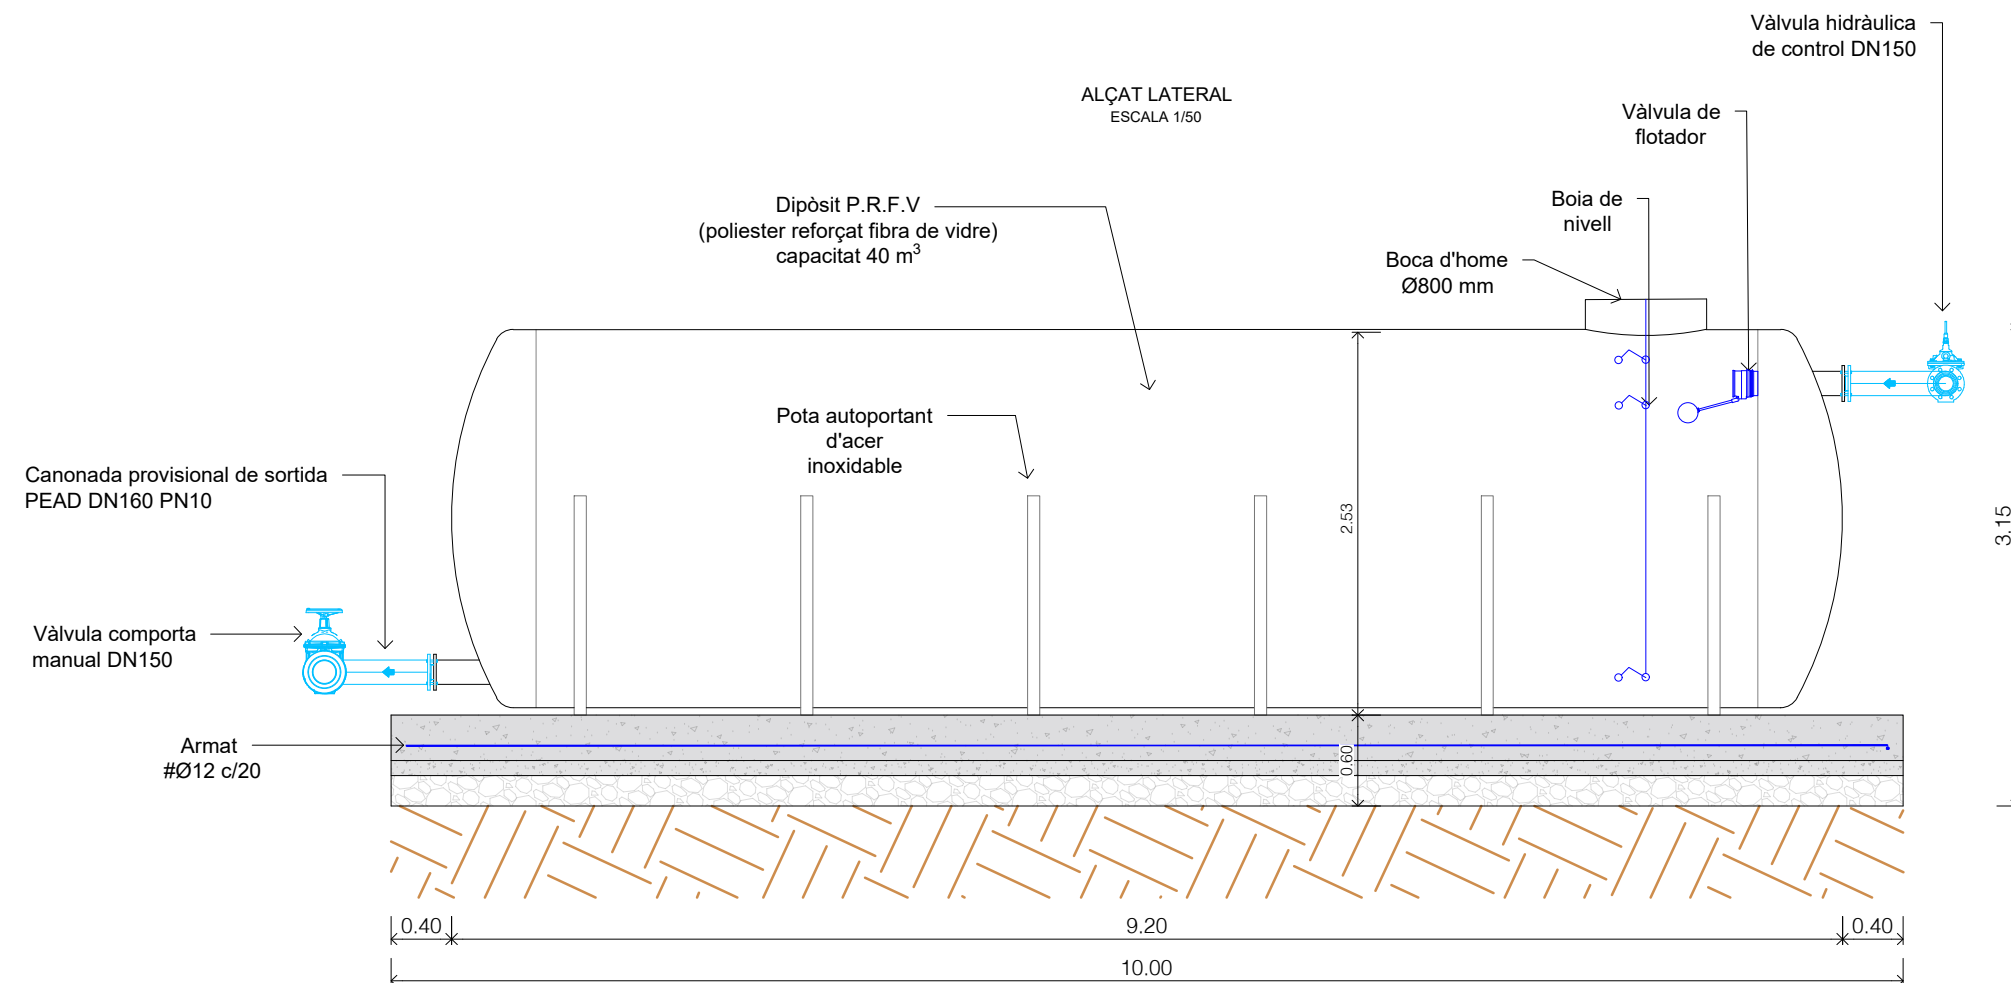 Vàlvula hidràulica
de control DN150
ALÇAT LATERAL
ESCALA 1/50
Vàlvula de
flotador
Boia de
nivell
Dipòsit P.R.F.V
(poliester reforçat fibra de vidre)
capacitat 40 m³
Boca d'home
Ø800 mm
Pota autoportant
d'acer
inoxidable
Canonada provisional de sortida
PEAD DN160 PN10
2.53
3.15
Vàlvula comporta
manual DN150
Armat
#Ø12 c/20
0.60
0.40
9.20
0.40
10.00